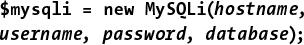 $mysqli = new MySQLi(hostname,
username, password, database);